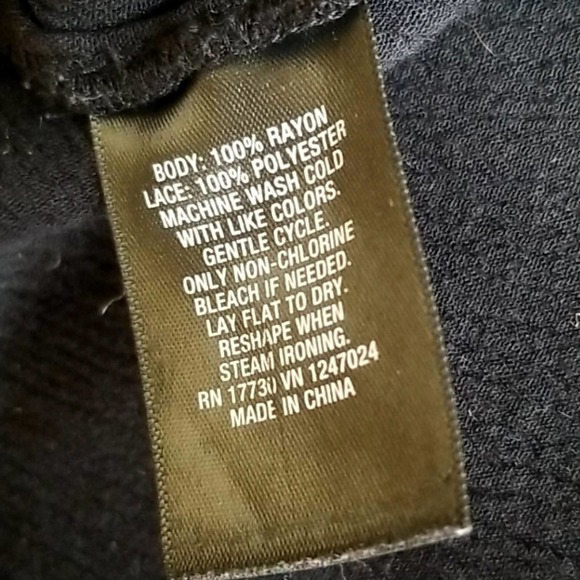 BODY: 100% RAYON
LACE: 100% POLYESTER
MACHINE WASH COLD
WITH LIKE COLORS.
GENTLE CYCLE.
ONLY NON-CHLORINE
BLEACH IF NEEDED.
LAY FLAT TO DRY.
RESHAPE WHEN
STEAM IRONING.
RN 17730 VN 1247024
MADE IN CHINA